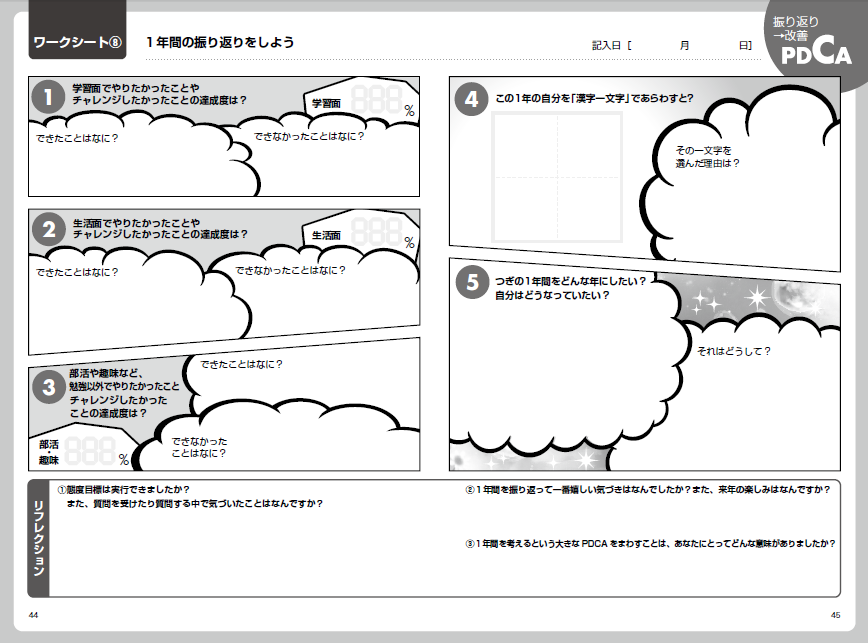 ワークシート⑧
1年間の振り返りをしよう
記入日 [ 月 日]
振り返り
→改善
PDCA
1
学習面でやりたかったことや
チャレンジしたかったことの達成度は？
学習面
%
できたことはなに？
できなかったことはなに？
2
生活面でやりたかったことや
チャレンジしたかったことの達成度は？
生活面
%
できたことはなに？
できなかったことはなに？
3
部活や趣味など、
勉強以外でやりたかったこと
チャレンジしたかった
ことの達成度は？
部活
・
趣味
%
できたことはなに？
できなかった
ことはなに？
4
この1年の自分を「漢字一文字」であらわすと?
その一文字を
選んだ理由は？
5
つぎの1年間をどんな年にしたい？
自分はどうなっていたい？
それはどうして？
リフレクション
①態度目標は実行できましたか？
また、質問を受けたり質問する中で気づいたことはなんですか？
②1年間を振り返って一番嬉しい気づきはなんでしたか？また、来年の楽しみはなんですか？
③1年間を考えるという大きなPDCAをまわすことは、あなたにとってどんな意味がありましたか？
44
45